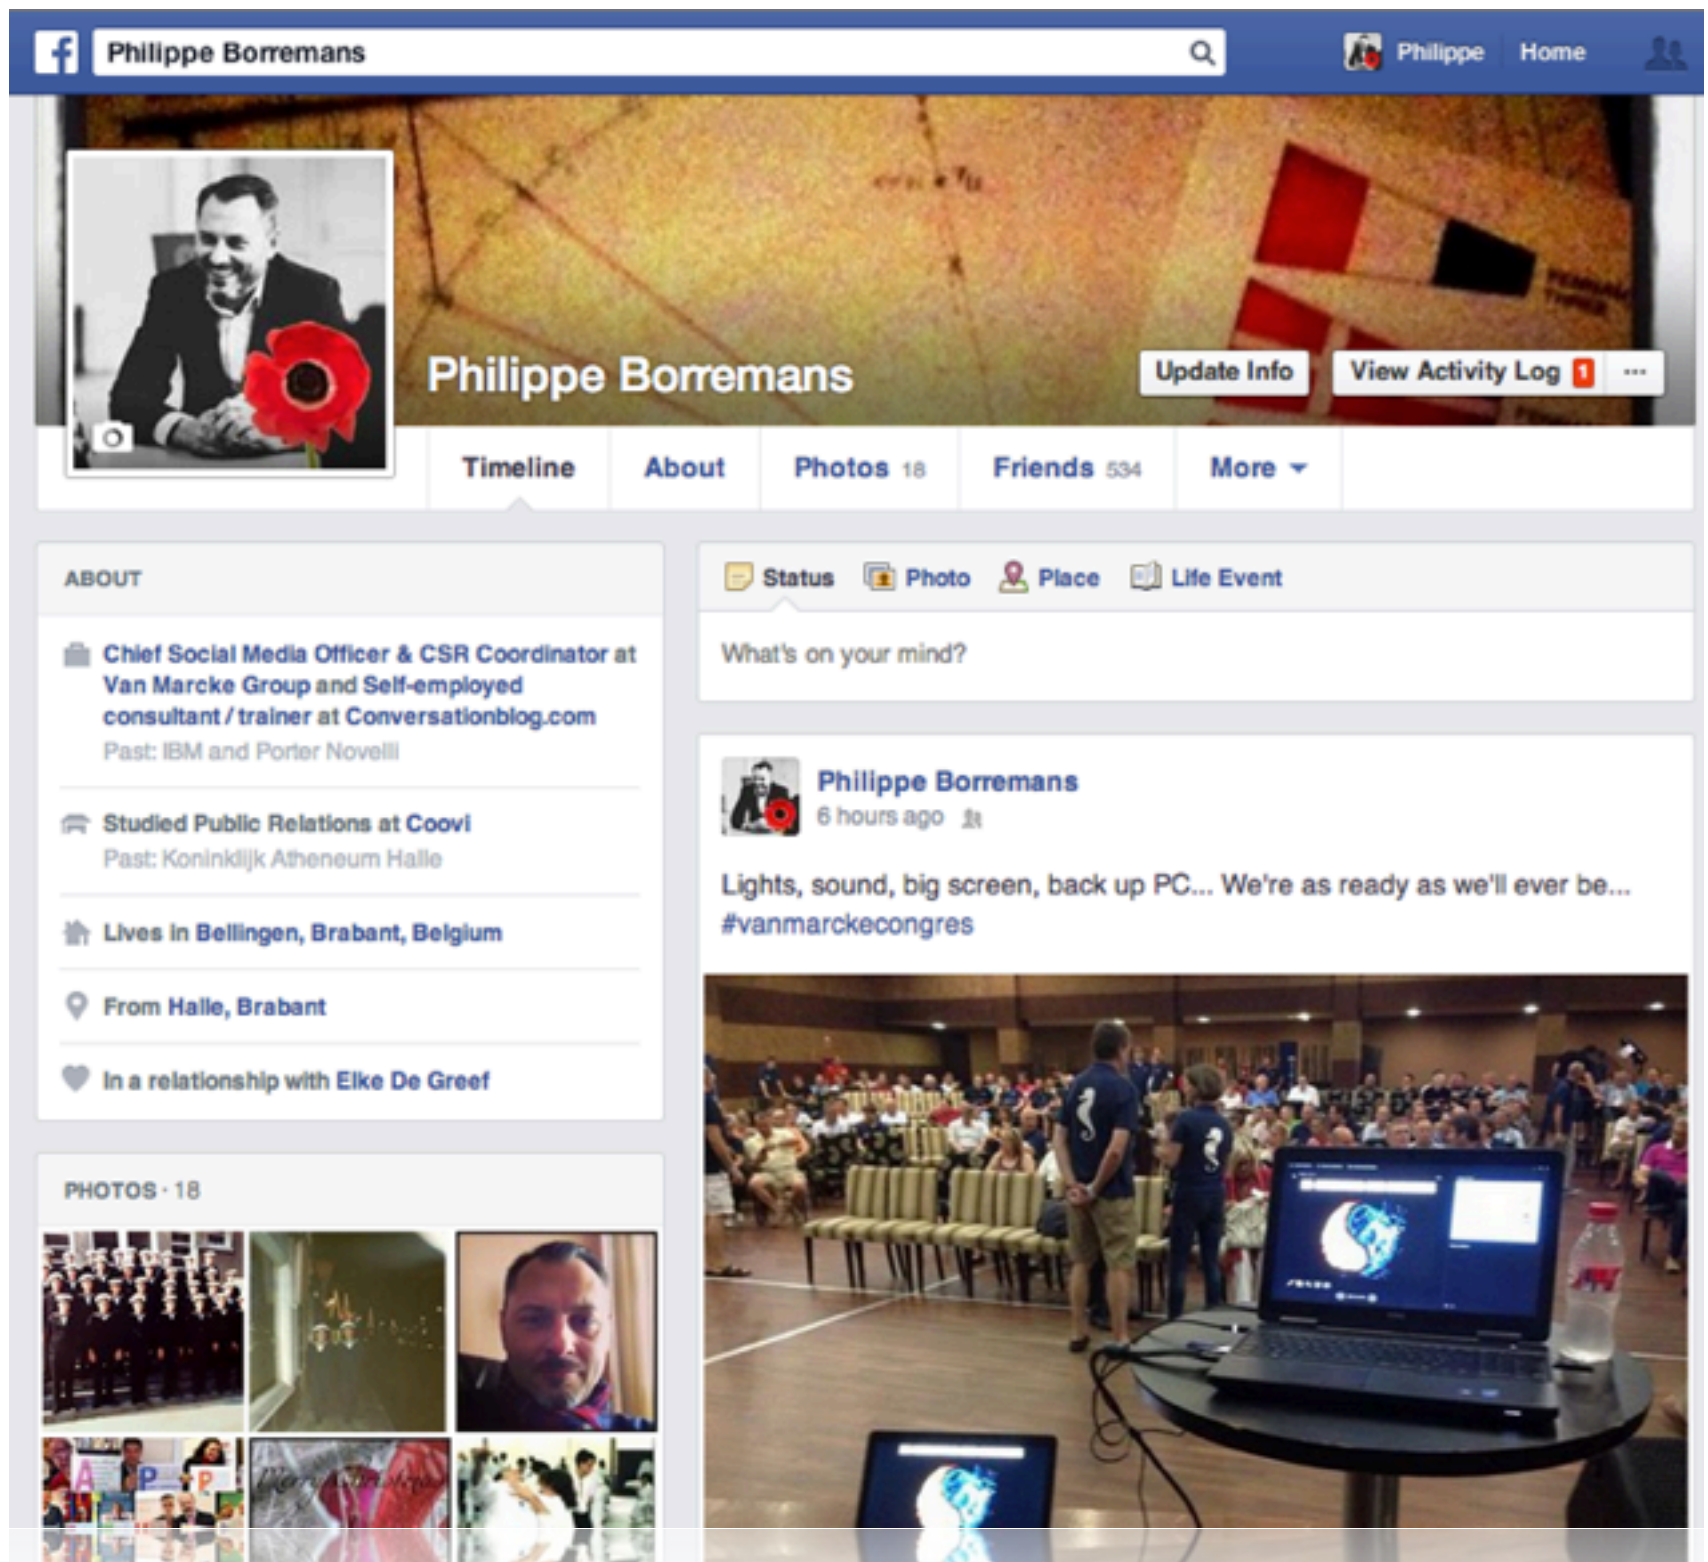 Philippe Borremans
Philippe
Home
Philippe Borremans
Update Info
View Activity Log 1 ...
Timeline
About
Photos 18
Friends 534
More
ABOUT
Chief Social Media Officer & CSR Coordinator at
Van Marcke Group and Self-employed
consultant / trainer at Conversationblog.com
Past: IBM and Porter Novelli
Studied Public Relations at Coovi
Past: Koninklijk Atheneum Halle
Lives in Bellingen, Brabant, Belgium
From Halle, Brabant
In a relationship with Elke De Greef
PHOTOS · 18
A P P
Status
Photo
Place
Life Event
What's on your mind?
Philippe Borremans
6 hours ago
Lights, sound, big screen, back up PC... We're as ready as we'll ever be...
#vanmarckecongres